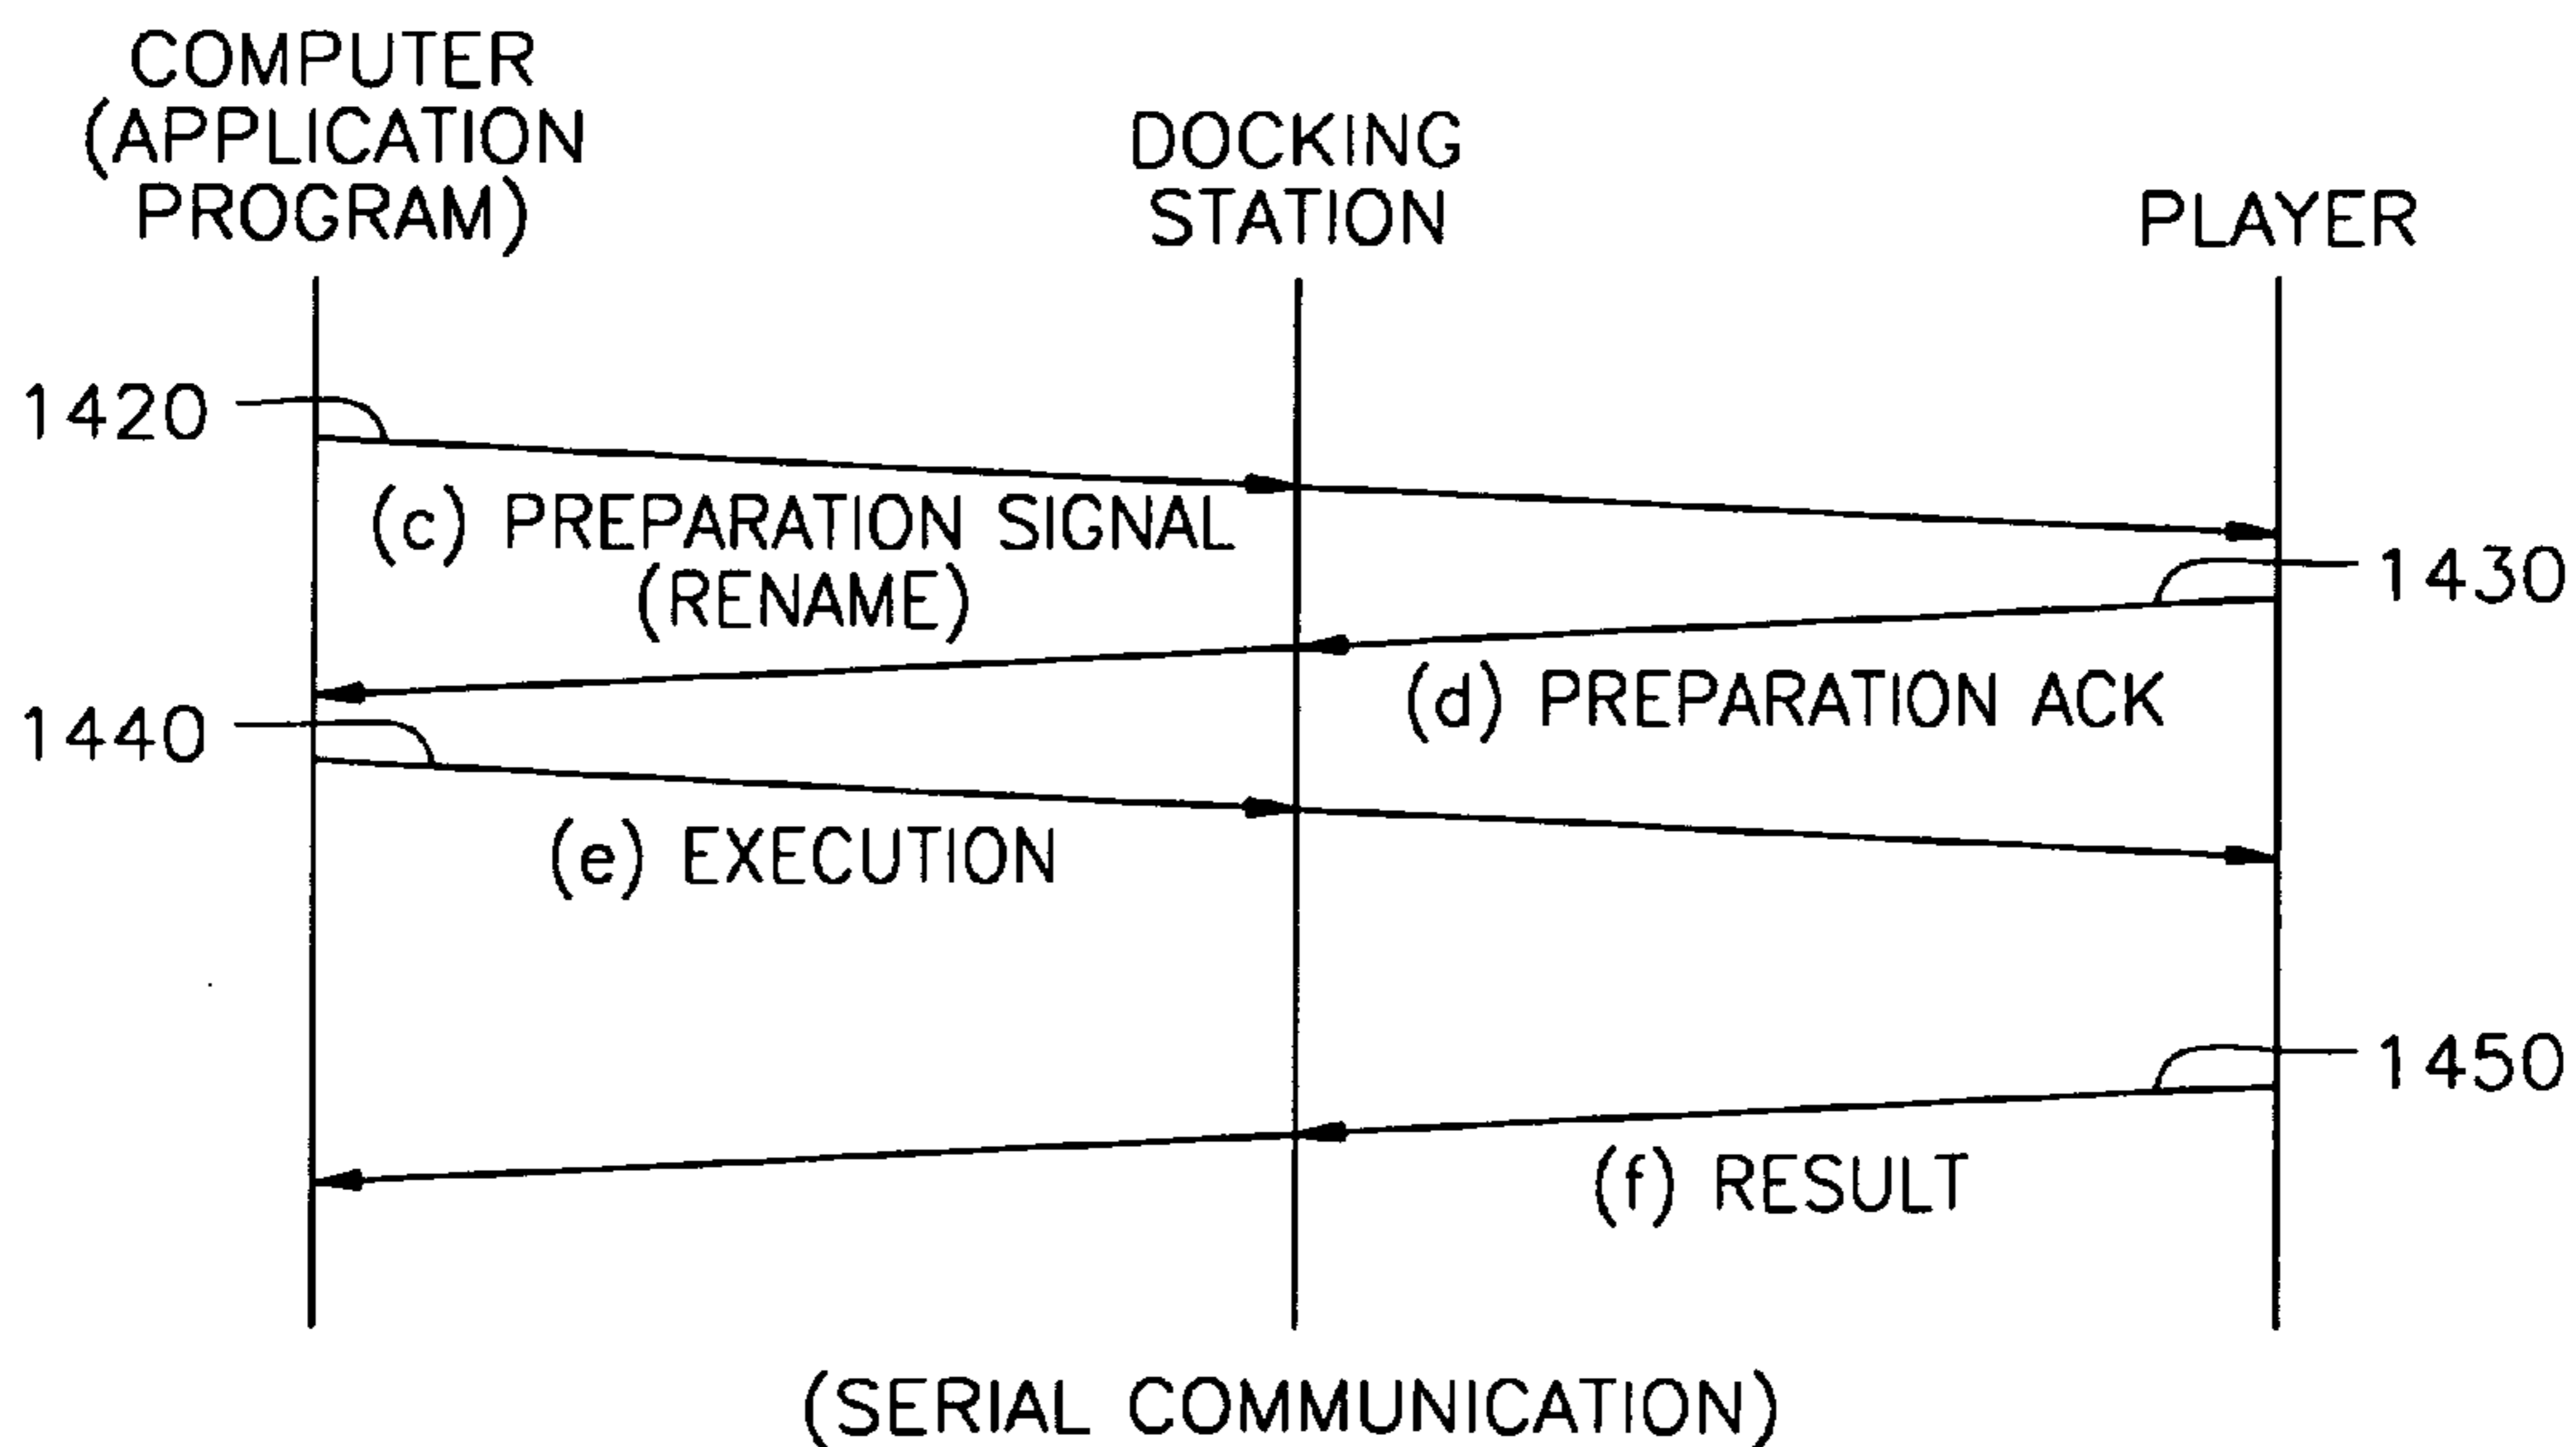 COMPUTER
(APPLICATION
PROGRAM)
DOCKING
STATION
PLAYER
1420
(c) PREPARATION SIGNAL
(RENAME)
1430
(d) PREPARATION ACK
1440
(e) EXECUTION
1450
(f) RESULT
(SERIAL COMMUNICATION)